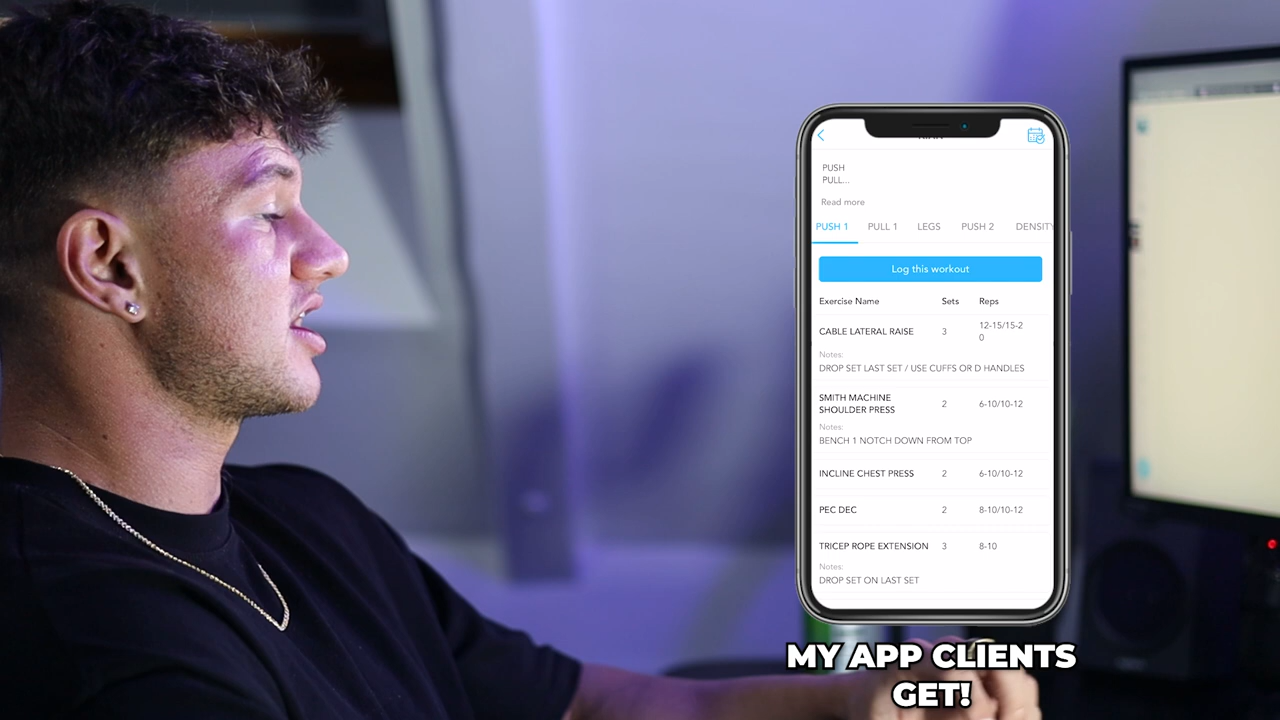 PUSH
PULL...
Read more
PUSH 1 PULL 1 LEGS PUSH 2 DENSITY
Log this workout
Exercise Name Sets Reps
CABLE LATERAL RAISE 3 12-15/15-2
0
Notes:
DROP SET LAST SET / USE CUFFS OR D HANDLES
SMITH MACHINE
SHOULDER PRESS 2 6-10/10-12
Notes:
BENCH 1 NOTCH DOWN FROM TOP
INCLINE CHEST PRESS 2 6-10/10-12
PEC DEC 2 8-10/10-12
TRICEP ROPE EXTENSION 3 8-10
Notes:
DROP SET ON LAST SET
MY APP CLIENTS
GET!